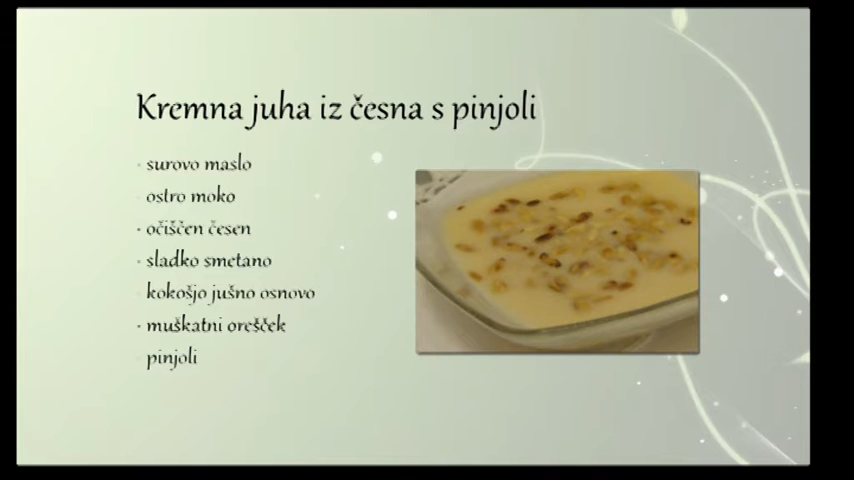 Kremna juha iz česna s pinjoli
surovo maslo
ostro moko
očiščen česen
sladko smetano
kokošjo jušno osnovo
muškatni orešček
pinjoli